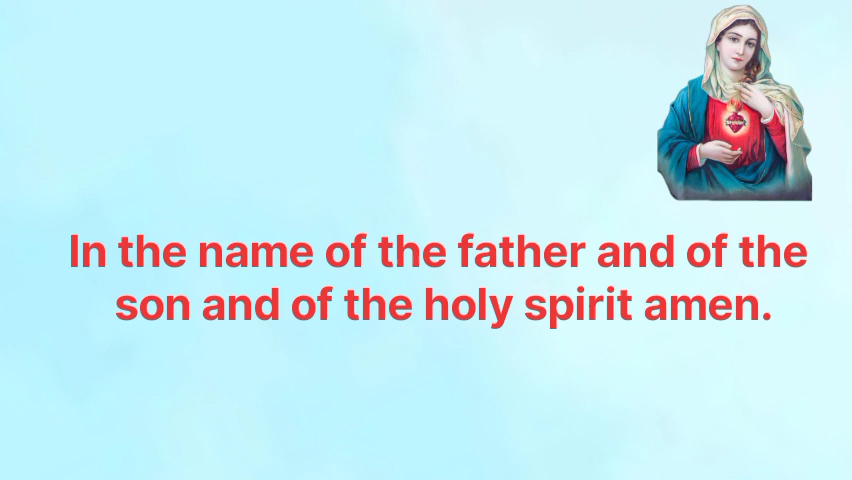 In the name of the father and of the
son and of the holy spirit amen.